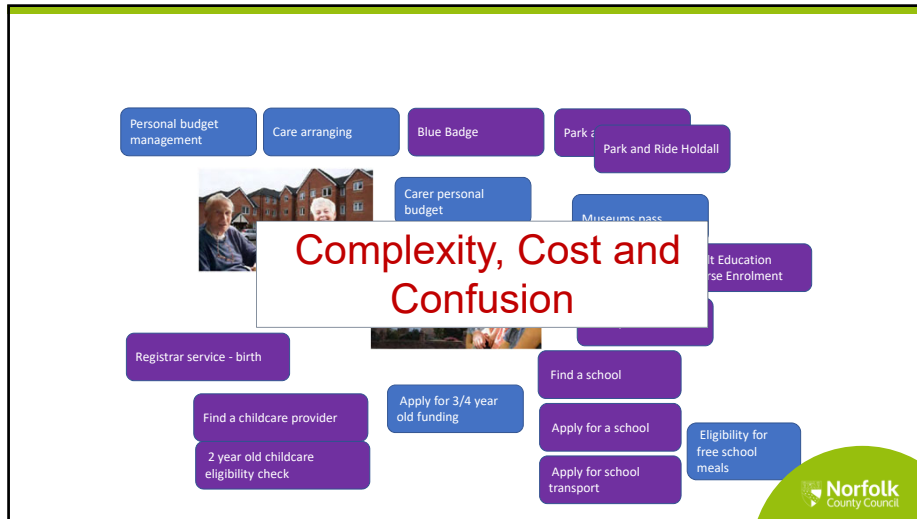 Personal budget
management
Care arranging
Blue Badge
Park
Park and Ride Holdall
Carer personal
budget
Museums pass
Complexity, Cost and
Confusion
Education
Enrolment
Registrar service - birth
Find a school
Find a childcare provider
Apply for 3/4 year
old funding
Apply for a school
Eligibility for
free school
meals
2 year old childcare
eligibility check
Apply for school
transport
Norfolk
County Council